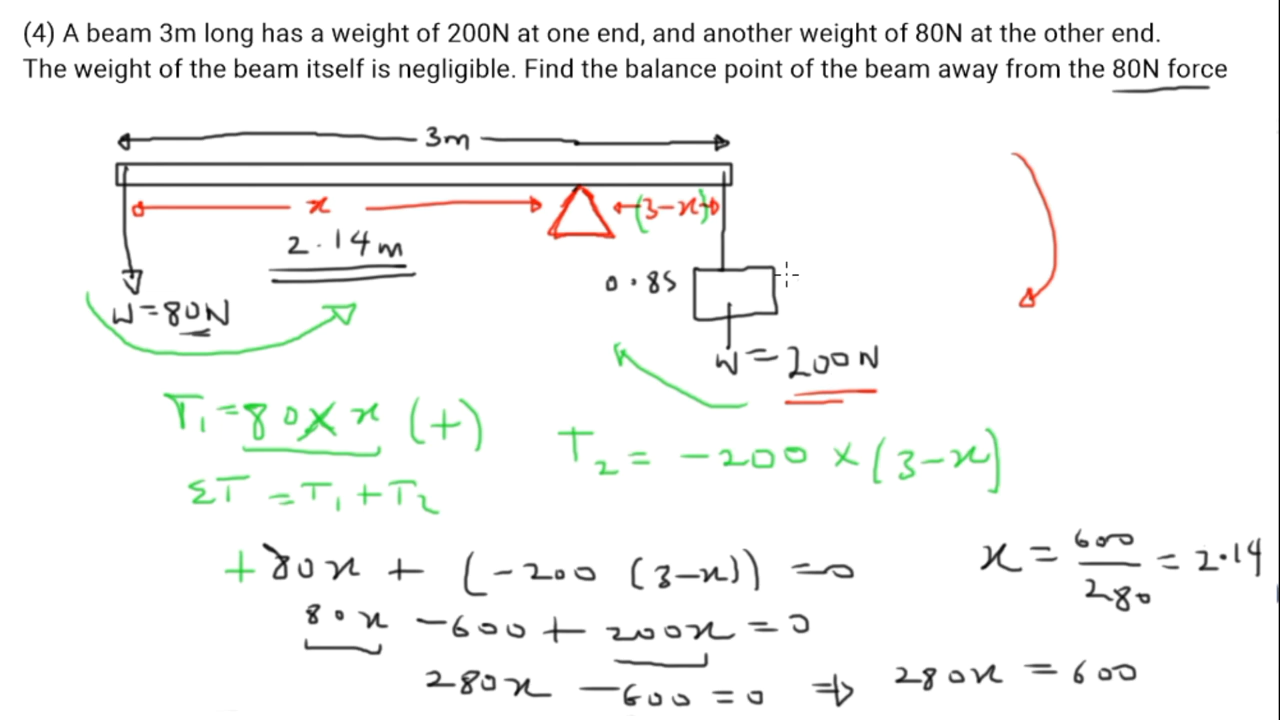 (4) A beam 3m long has a weight of 200N at one end, and another weight of 80N at the other end.
The weight of the beam itself is negligible. Find the balance point of the beam away from the 80N force
3m
x
(3-x)
2.14m
0.85
W=80N
W=200N
T₁=80×x (+)
T₂= -200×(3-x)
ΣT=T₁+T₂
+80x + (-200 (3-x)) =0
x = 600/280 = 2.14
80x -600+200x =0
280x -600 =0 ⇒ 280x = 600